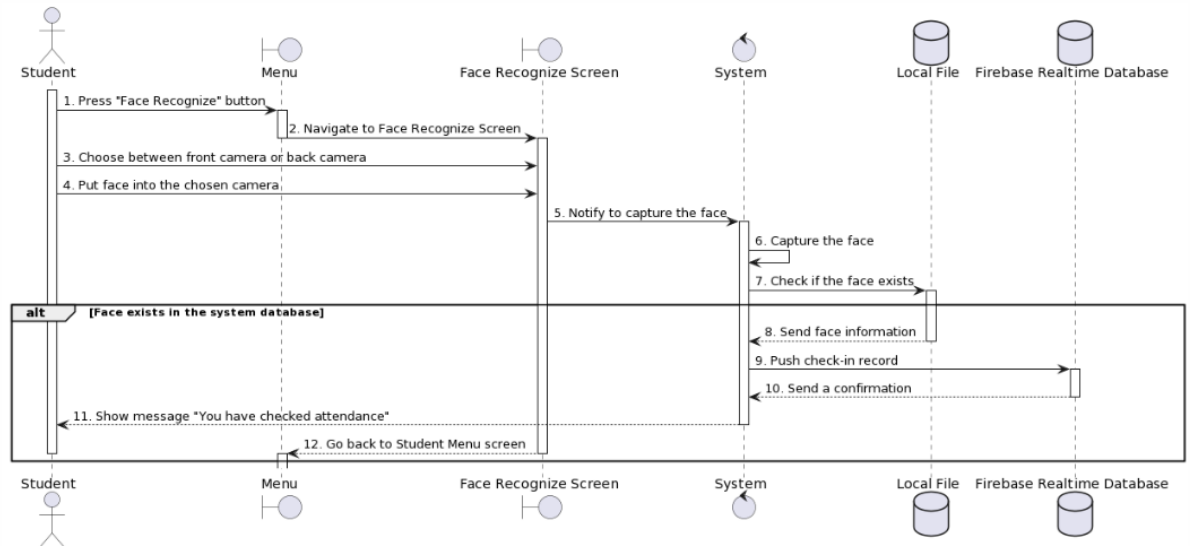 Student
Menu
Face Recognize Screen
System
Local File
Firebase Realtime Database
1. Press "Face Recognize" button
2. Navigate to Face Recognize Screen
3. Choose between front camera or back camera
4. Put face into the chosen camera
5. Notify to capture the face
6. Capture the face
7. Check if the face exists
alt
[Face exists in the system database]
8. Send face information
9. Push check-in record
10. Send a confirmation
11. Show message "You have checked attendance"
12. Go back to Student Menu screen
Student
Menu
Face Recognize Screen
System
Local File
Firebase Realtime Database